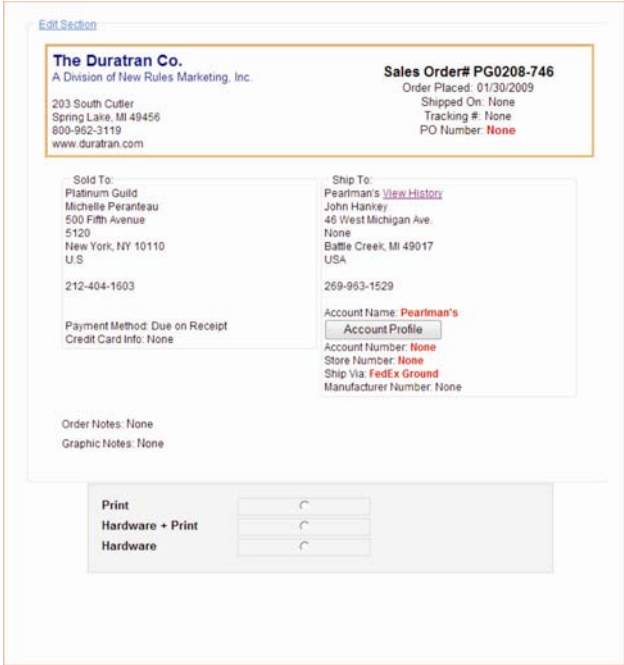 Edit Section
The Duratran Co.
A Division of New Rules Marketing, Inc.
203 South Cutler
Spring Lake, MI 49456
800-962-3119
www.duratran.com
Sales Order# PG0208-746
Order Placed: 01/30/2009
Shipped On: None
Tracking #: None
PO Number: None
Sold To:
Platinum Guild
Michelle Peranteau
500 Fifth Avenue
5120
New York, NY 10110
U.S
212-404-1603
Payment Method: Due on Receipt
Credit Card Info: None
Ship To:
Pearlman's View History
John Hankey
46 West Michigan Ave.
None
Battle Creek, MI 49017
USA
269-963-1529
Account Name: Pearlman's
Account Profile
Account Number: None
Store Number: None
Ship Via: FedEx Ground
Manufacturer Number: None
Order Notes: None
Graphic Notes: None
Print
Hardware + Print
Hardware